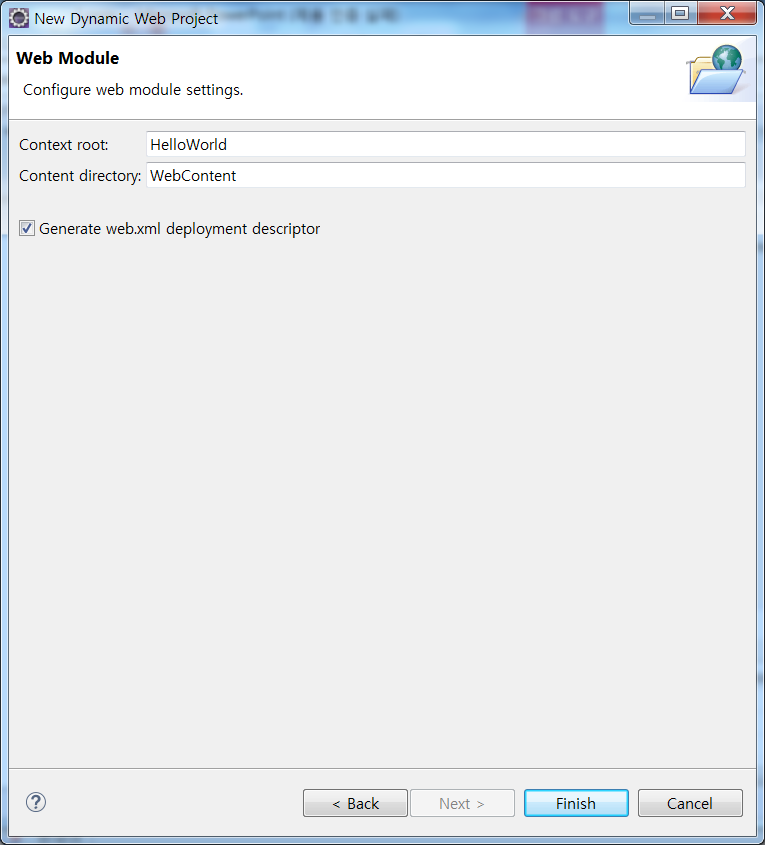 New Dynamic Web Project
Web Module
Configure web module settings.
Context root: HelloWorld
Content directory: WebContent
Generate web.xml deployment descriptor
? < Back Next > Finish Cancel